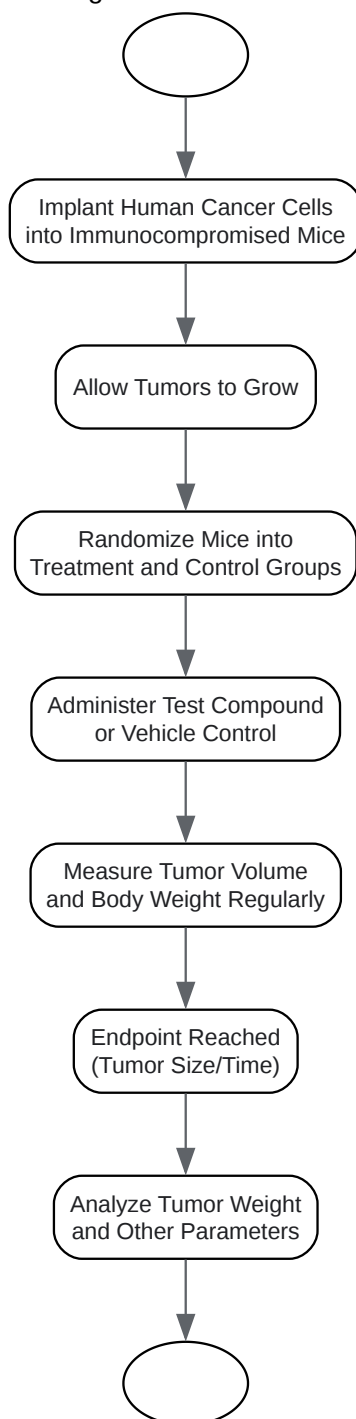 Implant Human Cancer Cells
into Immunocompromised Mice
Allow Tumors to Grow
Randomize Mice into
Treatment and Control Groups
Administer Test Compound
or Vehicle Control
Measure Tumor Volume
and Body Weight Regularly
Endpoint Reached
(Tumor Size/Time)
Analyze Tumor Weight
and Other Parameters